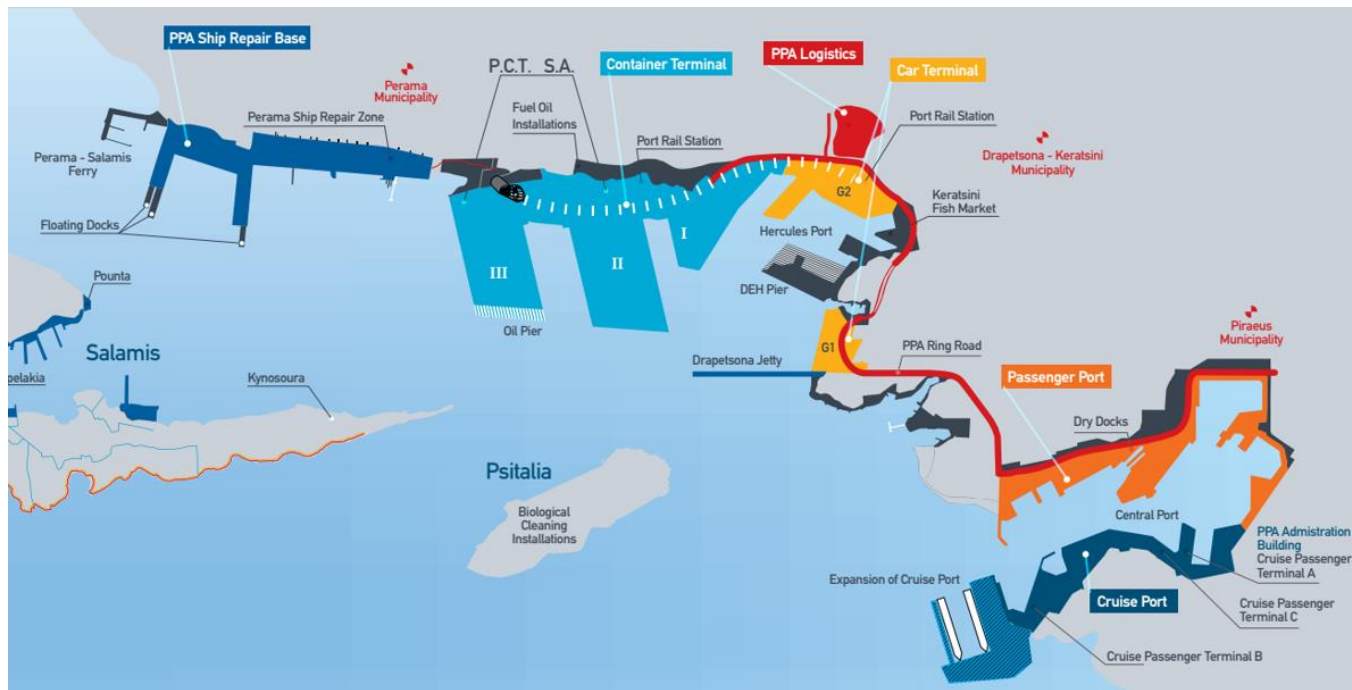 PPA Ship Repair Base
P.C.T. S.A.
Container Terminal
PPA Logistics
Car Terminal
Perama
Municipality
Fuel Oil
Installations
Perama Ship Repair Zone
Port Rail Station
Port Rail Station
Perama - Salamis
Ferry
Drapetsona - Keratsini
Municipality
G2
Keratsini
Fish Market
Floating Docks
Hercules Port
I
II
III
DEH Pier
Pounta
Oil Pier
Piraeus
Municipality
Salamis
G1
PPA Ring Road
Drapetsona Jetty
pelakia
Kynosoura
Passenger Port
Dry Docks
Psitalia
Biological
Cleaning
Installations
Central Port
PPA Admistration
Building
Cruise Passenger
Terminal A
Expansion of Cruise Port
Cruise Port
Cruise Passenger
Terminal C
Cruise Passenger Terminal B